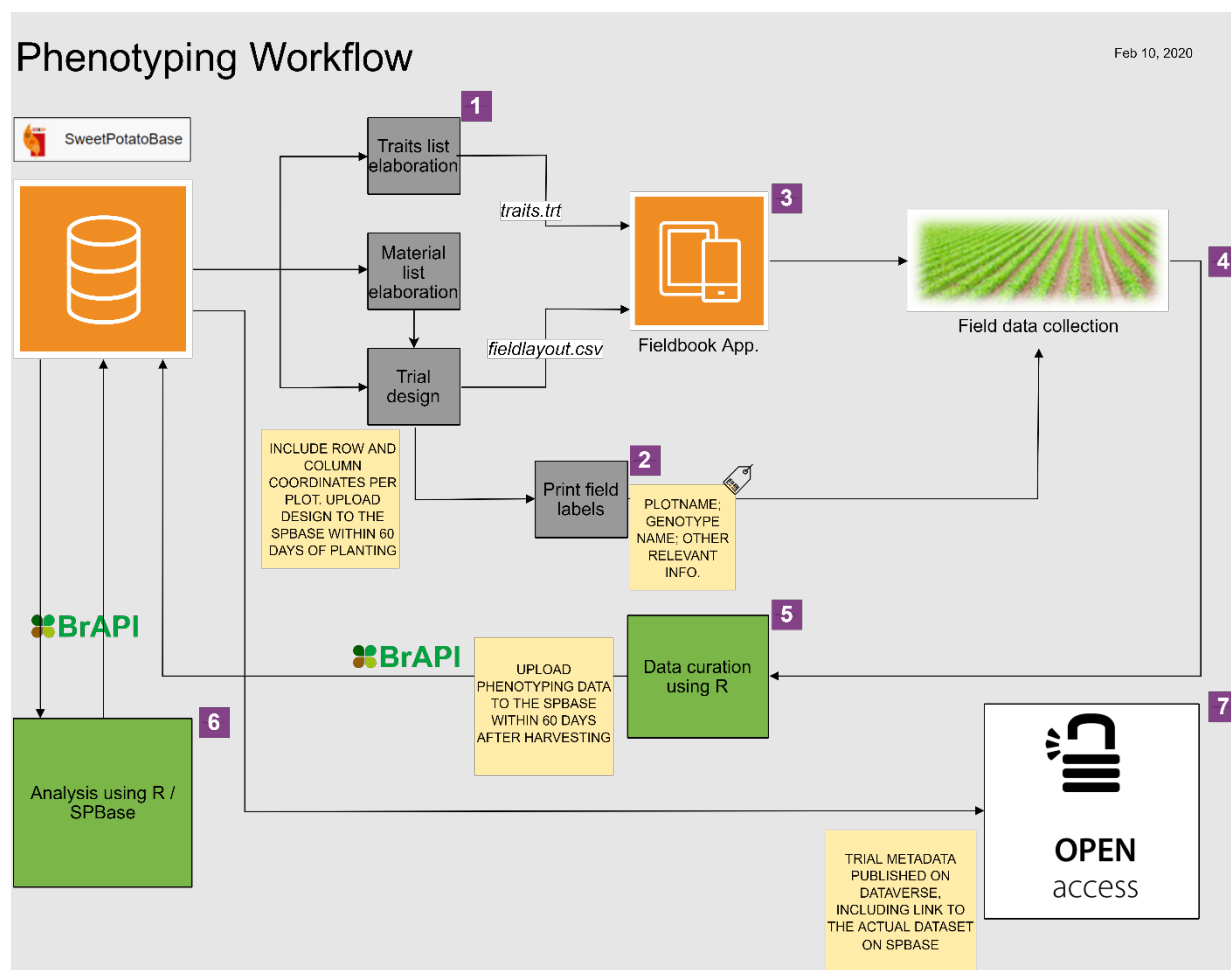 Phenotyping Workflow
Feb 10, 2020
SweetPotatoBase
1
Traits list
elaboration
traits.trt
Material
list
elaboration
Trial
design
fieldlayout.csv
3
Fieldbook App.
4
Field data collection
INCLUDE ROW AND
COLUMN
COORDINATES PER
PLOT. UPLOAD
DESIGN TO THE
SPBASE WITHIN 60
DAYS OF PLANTING
2
Print field
labels
PLOTNAME;
GENOTYPE
NAME; OTHER
RELEVANT
INFO.
BrAPI
BrAPI
UPLOAD
PHENOTYPING DATA
TO THE SPBASE
WITHIN 60 DAYS
AFTER HARVESTING
5
Data curation
using R
6
Analysis using R /
SPBase
7
OPEN
access
TRIAL METADATA
PUBLISHED ON
DATAVERSE,
INCLUDING LINK TO
THE ACTUAL DATASET
ON SPBASE